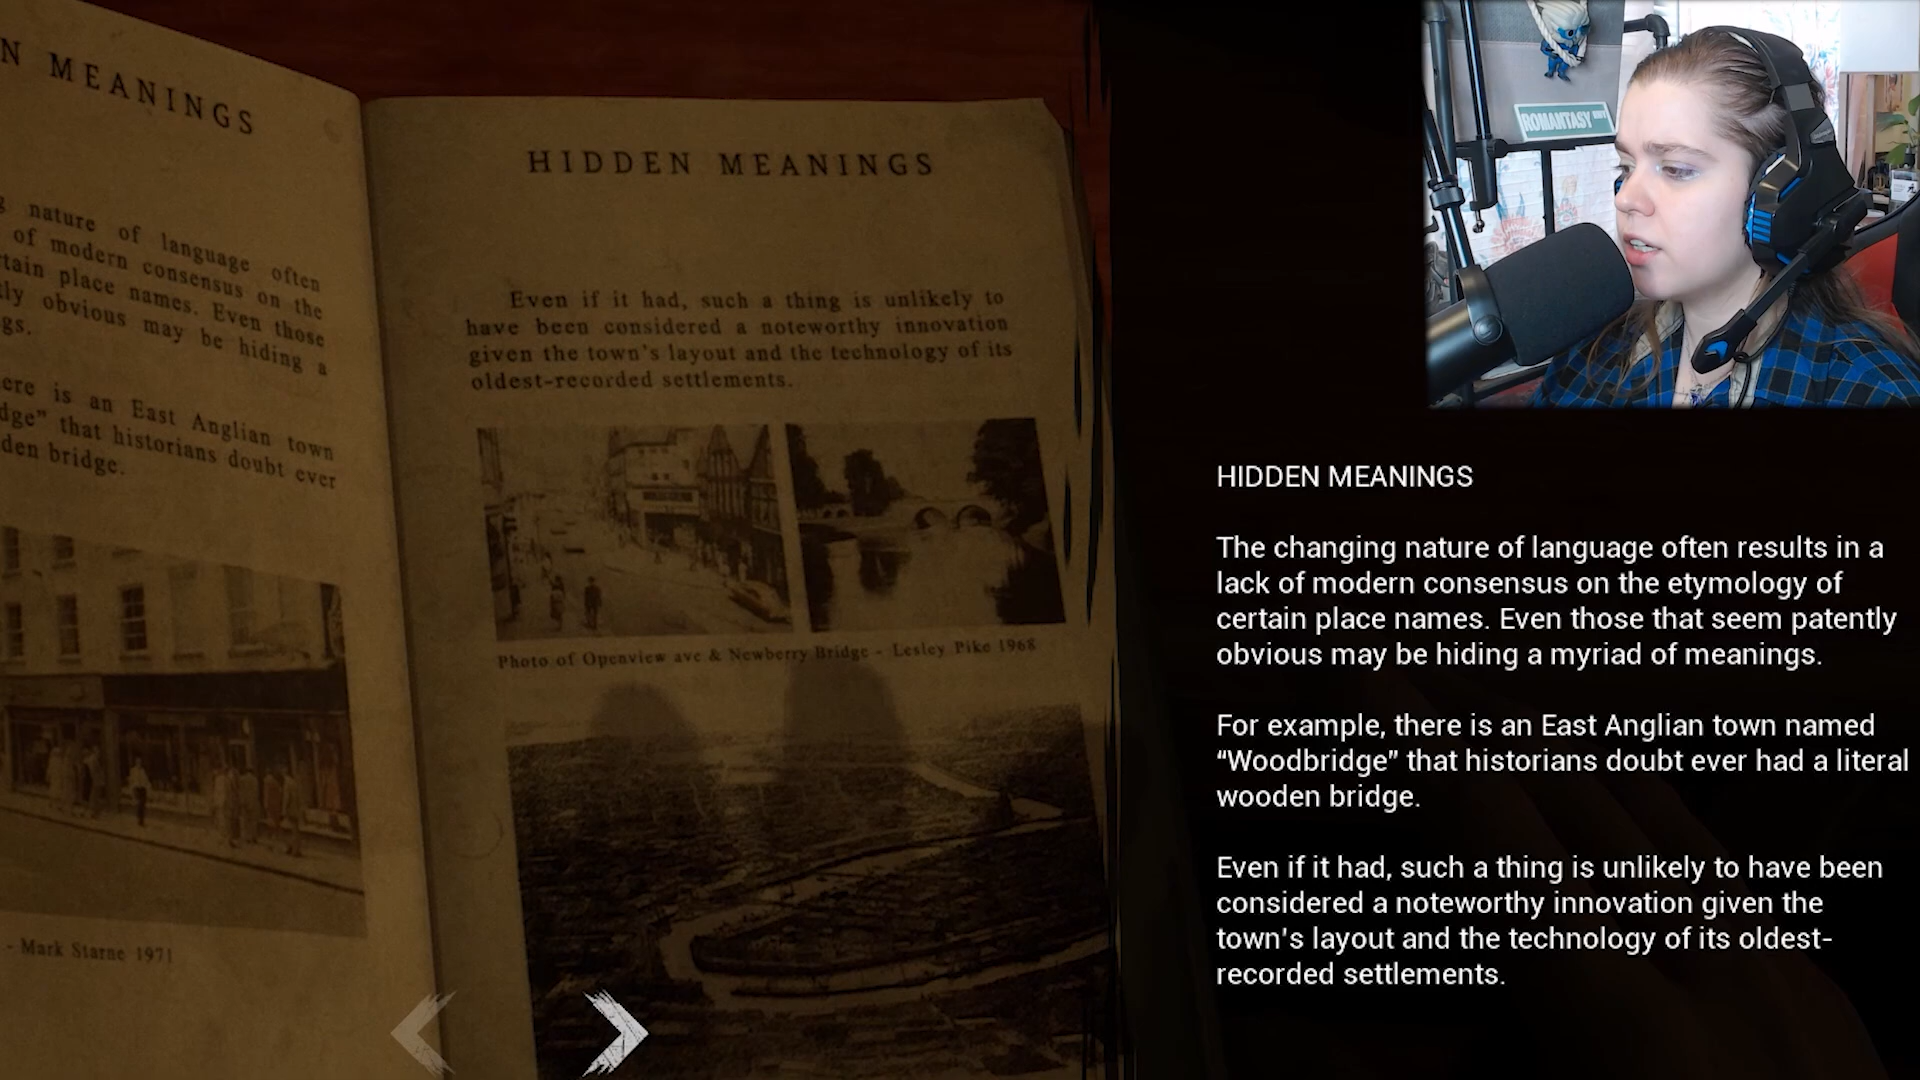 N MEANINGS
nature of language often
of modern consensus on the
tain place names. Even those
tly obvious may be hiding a
gs.
ere is an East Anglian town
dge" that historians doubt ever
den bridge.
- Mark Starne 1971
HIDDEN MEANINGS
Even if it had, such a thing is unlikely to
have been considered a noteworthy innovation
given the town's layout and the technology of its
oldest-recorded settlements.
Photo of Openview ave & Newberry Bridge - Lesley Pike 1968
ROMANTASY
HIDDEN MEANINGS
The changing nature of language often results in a
lack of modern consensus on the etymology of
certain place names. Even those that seem patently
obvious may be hiding a myriad of meanings.
For example, there is an East Anglian town named
“Woodbridge” that historians doubt ever had a literal
wooden bridge.
Even if it had, such a thing is unlikely to have been
considered a noteworthy innovation given the
town's layout and the technology of its oldest-
recorded settlements.